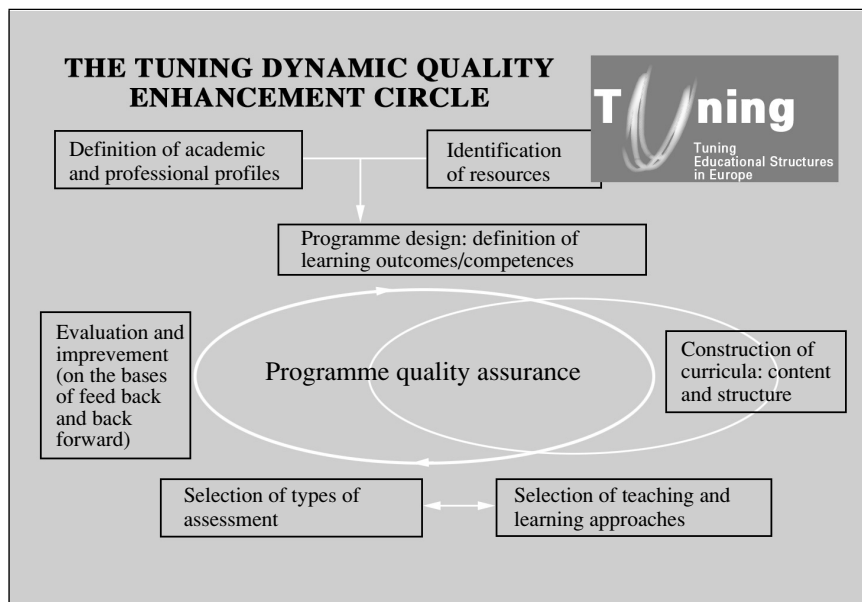 THE TUNING DYNAMIC QUALITY
ENHANCEMENT CIRCLE
Tuning
Tuning
Educational Structures
in Europe
Definition of academic
and professional profiles
Identification
of resources
Programme design: definition of
learning outcomes/competences
Evaluation and
imprevement
(on the bases
of feed back
and back
forward)
Programme quality assurance
Construction of
curricula: content
and structure
Selection of types of
assessment
Selection of teaching and
learning approaches